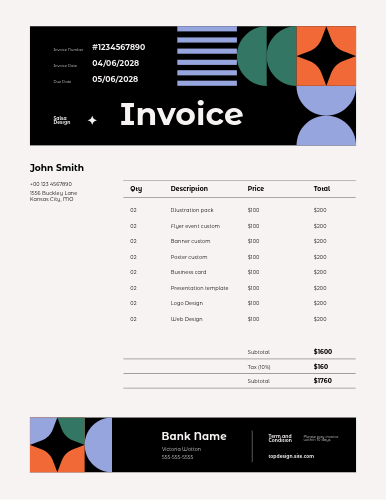 Invoice Number #1234567890
Invoice Date 04/06/2028
Due Date 05/06/2028
Salsa
Design
Invoice
John Smith
+00 123 4567890
1556 Buckley Lane
Kansas City, MO
Qty Description Price Total
02 Illustration pack $100 $200
02 Flyer event custom $100 $200
02 Banner custom $100 $200
02 Poster custom $100 $200
02 Business card $100 $200
02 Presentation template $100 $200
02 Logo Design $100 $200
02 Web Design $100 $200
Subtotal $1600
Tax (10%) $160
Subtotal $1760
Bank Name
Victoria Wotton
555-555-5555
Term and
Condition
Please pay invoice
within 15 days
topdesign.site.com